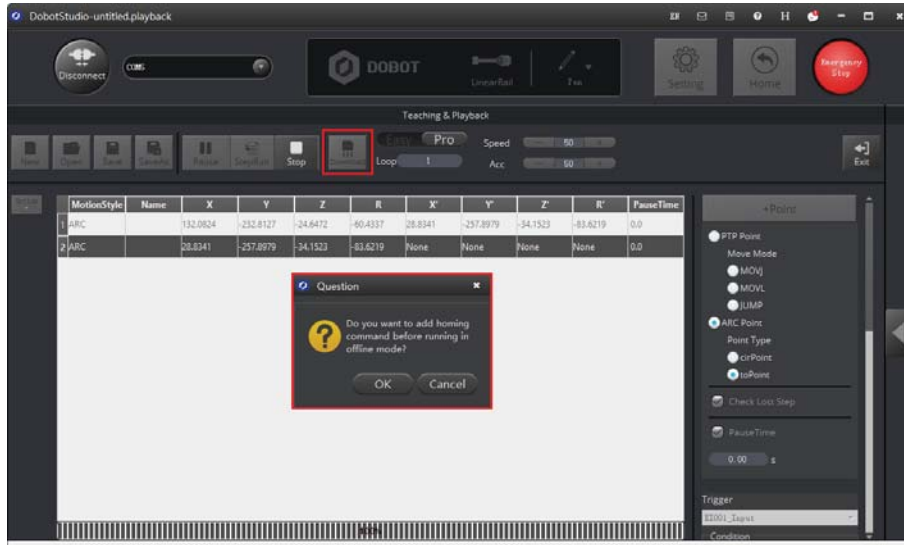 DobotStudio-untitled.playback
Disconnect
COM5
DOBOT
LinearRail
Pen
Setting
Home
Emergency
Stop
Teaching & Playback
New
Open
Save
SaveAs
Pause
StepRun
Stop
Download
Easy
Pro
Loop
1
Speed
50
Acc
50
Exit
MotionStyle Name X Y Z R X' Y' Z' R' PauseTime
1 ARC 132.0824 -232.8127 -24.6472 -60.4337 28.8341 -257.8979 -34.1523 -83.6219 0.0
2 ARC 28.8341 -257.8979 -34.1523 -83.6219 None None None None 0.0
Question
Do you want to add homing
command before running in
offline mode?
OK Cancel
100%
+Point
PTP Point
Move Mode
MOVJ
MOVL
JUMP
ARC Point
Point Type
cirPoint
toPoint
Check Lost Step
PauseTime
0.00 s
Trigger
EIO01_Input
Condition